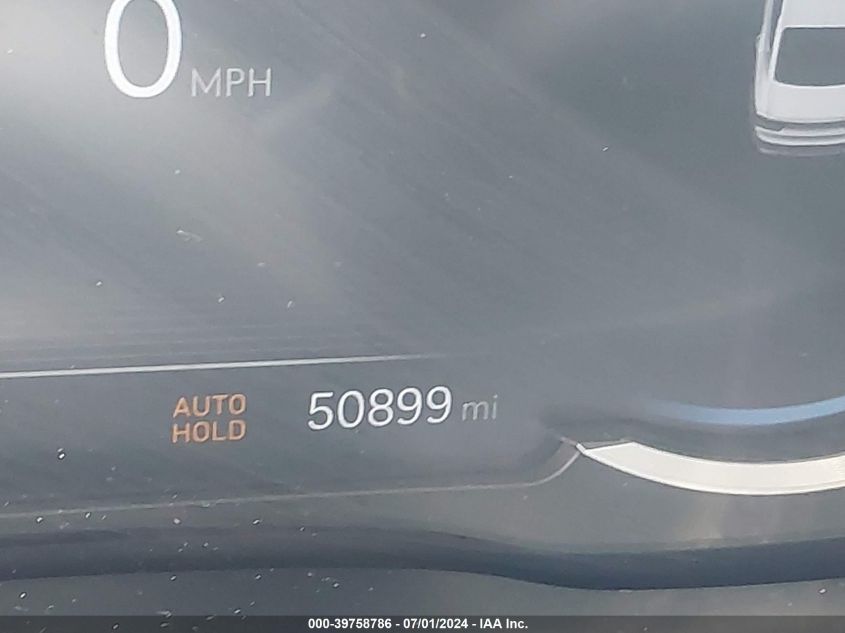 0 MPH
AUTO
HOLD
50899 mi
000-39758786 - 07/01/2024 - IAA Inc.